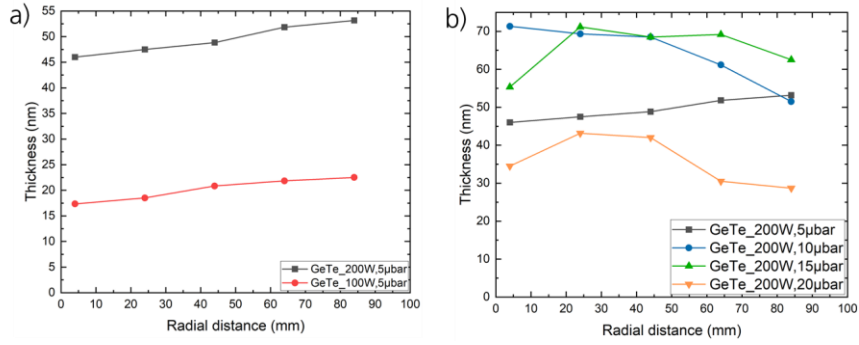 a)
55
50
45
40
35
30
25
20
15
10
5
0
Thickness (nm)
GeTe_200W,5µbar
GeTe_100W,5µbar
0 10 20 30 40 50 60 70 80 90 100
Radial distance (mm)
b)
70
60
50
40
30
20
10
0
Thickness (nm)
GeTe_200W,5µbar
GeTe_200W,10µbar
GeTe_200W,15µbar
GeTe_200W,20µbar
0 10 20 30 40 50 60 70 80 90 100
Radial distance (mm)